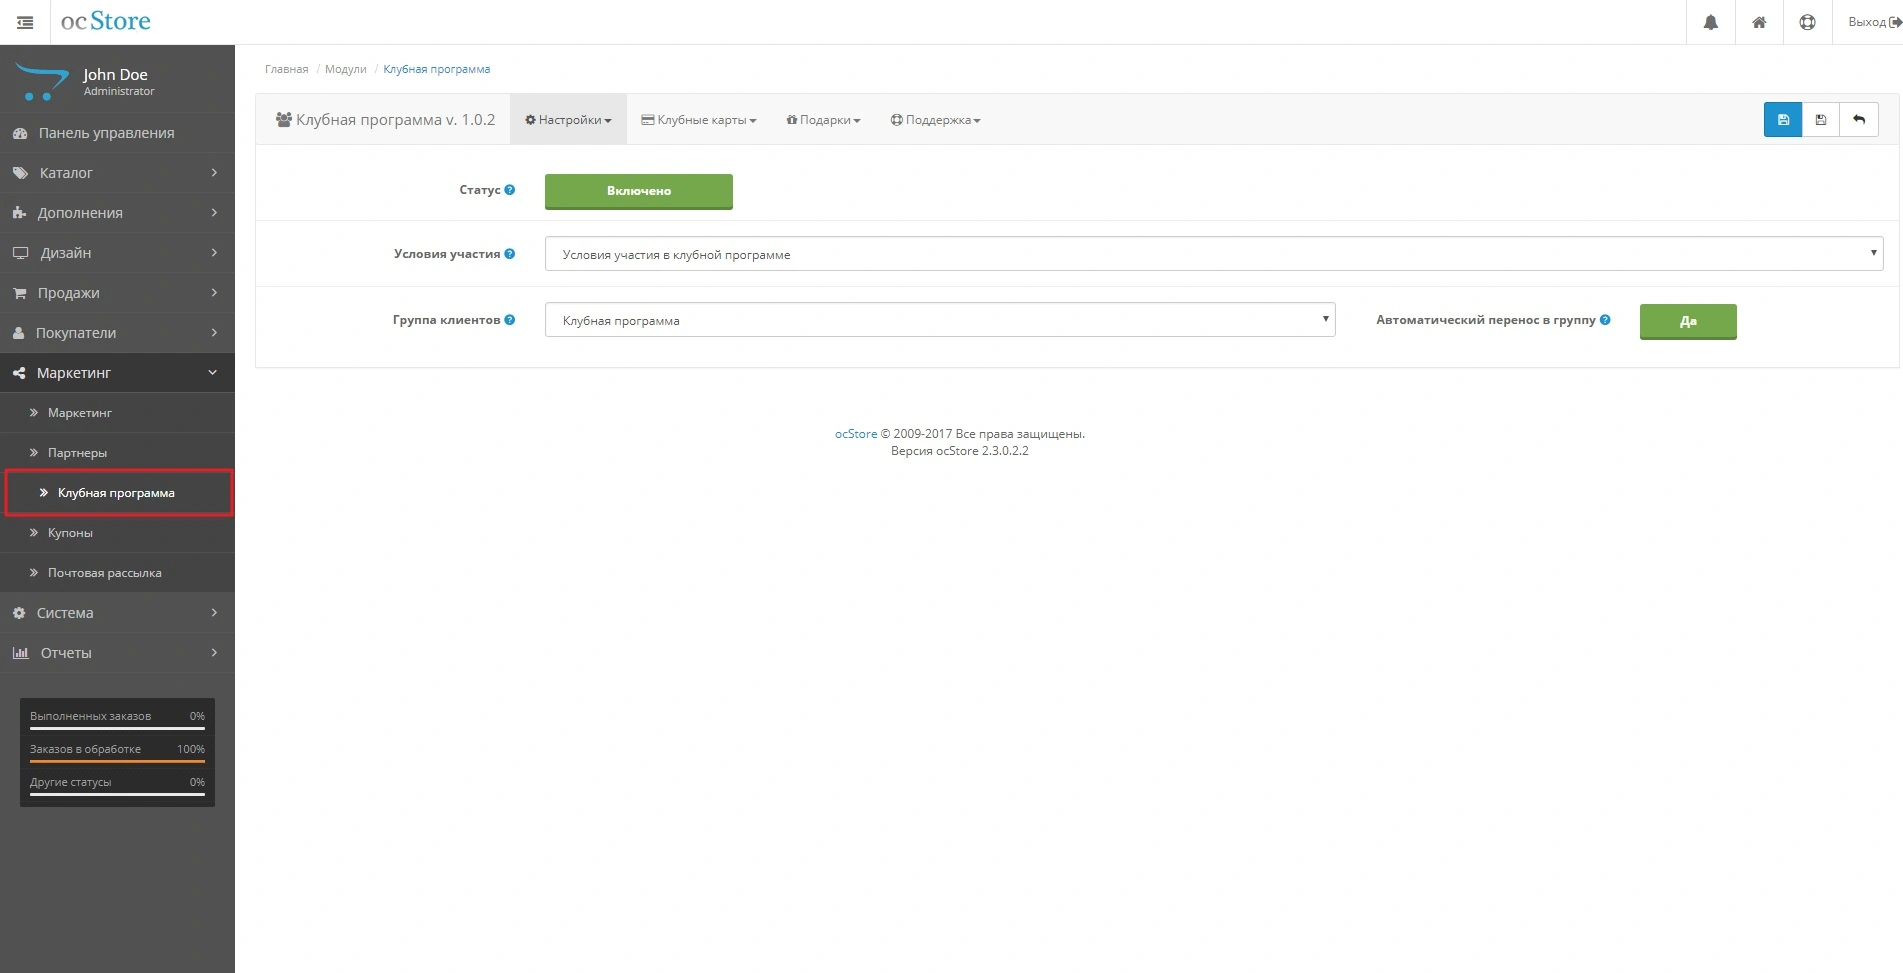 ocStore
Выход
John Doe
Administrator
Панель управления
Каталог
Дополнения
Дизайн
Продажи
Покупатели
Маркетинг
Маркетинг
Партнеры
Клубная программа
Купоны
Почтовая рассылка
Система
Отчеты
Выполненных заказов 0%
Заказов в обработке 100%
Другие статусы 0%
Главная / Модули / Клубная программа
Клубная программа v. 1.0.2 Настройки Клубные карты Подарки Поддержка
Статус ? Включено
Условия участия ? Условия участия в клубной программе
Группа клиентов ? Клубная программа Автоматический перенос в группу ? Да
ocStore © 2009-2017 Все права защищены.
Версия ocStore 2.3.0.2.2